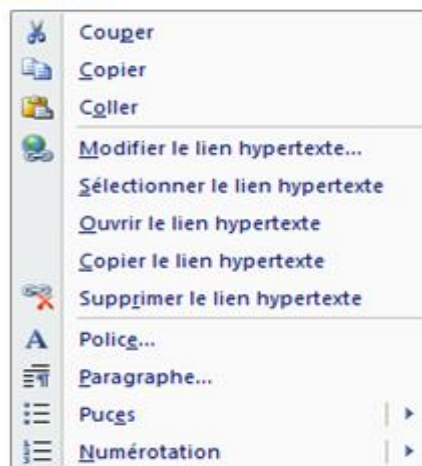 Couper
Copier
Coller
Modifier le lien hypertexte...
Sélectionner le lien hypertexte
Ouvrir le lien hypertexte
Copier le lien hypertexte
Supprimer le lien hypertexte
Police...
Paragraphe...
Puces
Numérotation